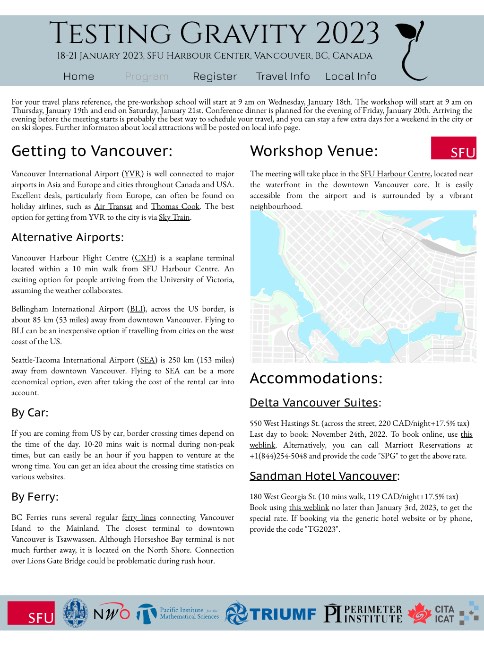 TESTING GRAVITY 2023
18-21 JANUARY 2023, SFU HARBOUR CENTER, VANCOUVER, BC, CANADA
Home Program Register Travel Info Local Info
For your travel plans reference, the pre-workshop school will start at 9 am on Wednesday, January 18th. The workshop will start at 9 am on
Thursday, January 19th and end on Saturday, January 21st. Conference dinner is planned for the evening of Friday, January 20th. Arriving the
evening before the meeting starts is probably the best way to schedule your travel, and you can stay a few extra days for a weekend in the city or
on ski slopes. Further informaton about local attractions will be posted on local info page.
Getting to Vancouver:
Vancouver International Airport (YVR) is well connected to major
airports in Asia and Europe and cities throughout Canada and USA.
Excellent deals, particularly from Europe, can often be found on
holiday airlines, such as Air Transat and Thomas Cook. The best
option for getting from YVR to the city is via Sky Train.
Alternative Airports:
Vancouver Harbour Flight Centre (CXH) is a seaplane terminal
located within a 10 min walk from SFU Harbour Centre. An
exciting option for people arriving from the University of Victoria,
assuming the weather collaborates.
Bellingham International Airport (BLI), across the US border, is
about 85 km (53 miles) away from downtown Vancouver. Flying to
BLI can be an inexpensive option if travelling from cities on the west
coast of the US.
Seattle-Tacoma International Airport (SEA) is 250 km (153 miles)
away from downtown Vancouver. Flying to SEA can be a more
economical option, even after taking the cost of the rental car into
account.
By Car:
If you are coming from US by car, border crossing times depend on
the time of the day. 10-20 mins wait is normal during non-peak
times, but can easily be an hour if you happen to venture at the
wrong time. You can get an idea about the crossing time statistics on
various websites.
By Ferry:
BC Ferries runs several regular ferry lines connecting Vancouver
Island to the Mainland. The closest terminal to downtown
Vancouver is Tsawwassen. Although Horseshoe Bay terminal is not
much further away, it is located on the North Shore. Connection
over Lions Gate Bridge could be problematic during rush hour.
Workshop Venue:
SFU
The meeting will take place in the SFU Harbour Centre, located near
the waterfront in the downtown Vancouver core. It is easily
accessible from the airport and is surrounded by a vibrant
neighbourhood.
Accommodations:
Delta Vancouver Suites:
550 West Hastings St. (across the street, 220 CAD/night+17.5% tax)
Last day to book: November 24th, 2022. To book online, use this
weblink. Alternatively, you can call Marriott Reservations at
+1(844)254-5048 and provide the code "SPG" to get the above rate.
Sandman Hotel Vancouver:
180 West Georgia St. (10 mins walk, 119 CAD/night+17.5% tax)
Book using this weblink no later than January 3rd, 2023, to get the
special rate. If booking via the generic hotel website or by phone,
provide the code "TG2023".
SFU
NWO
Pacific Institute for the
Mathematical Sciences
TRIUMF
PI PERIMETER
INSTITUTE
CITA
ICAT